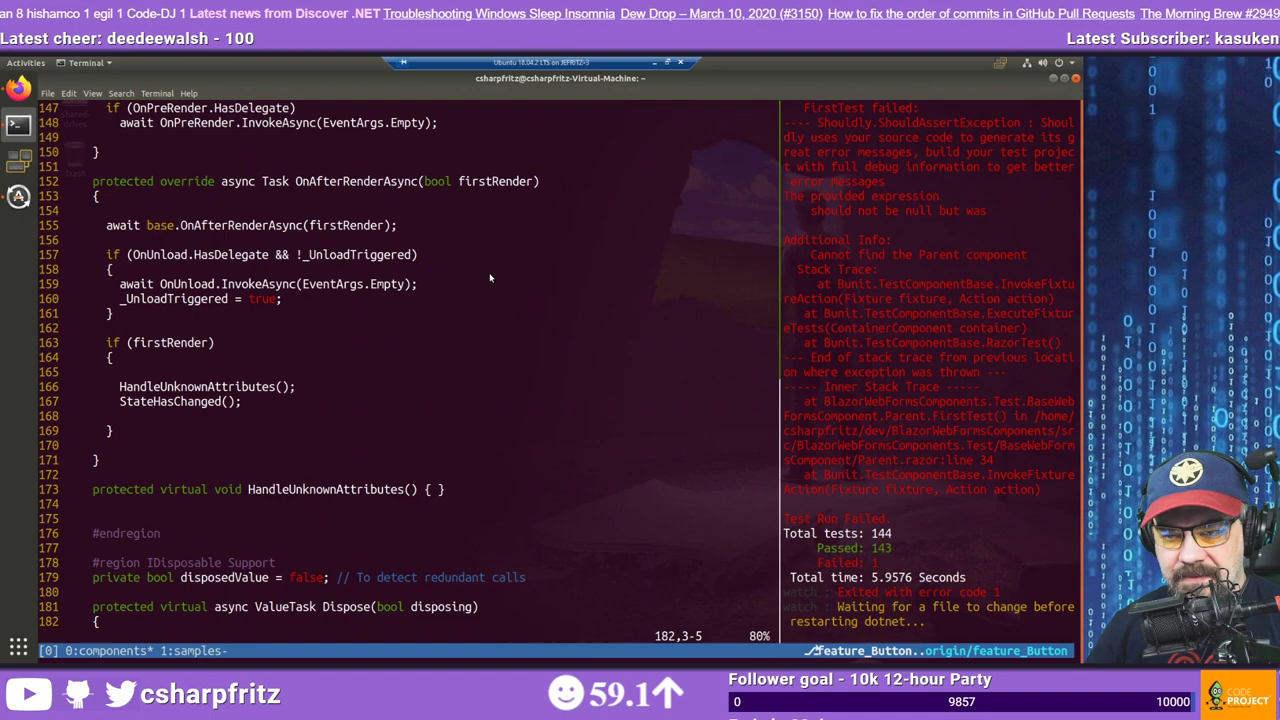 an 8 hishamco 1 egil 1 Code-DJ 1 Latest news from Discover .NET Troubleshooting Windows Sleep Insomnia Dew Drop – March 10, 2020 (#3150) How to fix the order of commits in GitHub Pull Requests The Morning Brew #2949
Latest cheer: deedeewalsh - 100
Latest Subscriber: kasuken
Activities
Terminal
Ubuntu 18.04.2 LTS on JEFRITZ<3
csharpfritz@csharpfritz-Virtual-Machine: ~
File Edit View Search Terminal Help
147 if (OnPreRender.HasDelegate)
148 await OnPreRender.InvokeAsync(EventArgs.Empty);
149
150 }
151
152 protected override async Task OnAfterRenderAsync(bool firstRender)
153 {
154
155 await base.OnAfterRenderAsync(firstRender);
156
157 if (OnUnload.HasDelegate && !_UnloadTriggered)
158 {
159 await OnUnload.InvokeAsync(EventArgs.Empty);
160 _UnloadTriggered = true;
161 }
162
163 if (firstRender)
164 {
165
166 HandleUnknownAttributes();
167 StateHasChanged();
168
169 }
170
171 }
172
173 protected virtual void HandleUnknownAttributes() { }
174
175
176 #endregion
177
178 #region IDisposable Support
179 private bool disposedValue = false; // To detect redundant calls
180
181 protected virtual async ValueTask Dispose(bool disposing)
182 {
182,3-5 80%
FirstTest failed:
---- Shouldly.ShouldAssertException : Shoul
dly uses your source code to generate its g
reat error messages, build your test projec
t with full debug information to get better
error messages
The provided expression
should not be null but was
Additional Info:
Cannot find the Parent component
Stack Trace:
at Bunit.TestComponentBase.InvokeFixtu
reAction(Fixture fixture, Action action)
at Bunit.TestComponentBase.ExecuteFixtur
eTests(ContainerComponent container)
at Bunit.TestComponentBase.RazorTest()
--- End of stack trace from previous locati
on where exception was thrown ---
----- Inner Stack Trace -----
at BlazorWebFormsComponents.Test.BaseWeb
FormsComponent.Parent.FirstTest() in /home/
csharpfritz/dev/BlazorWebFormsComponents/sr
c/BlazorWebFormsComponents.Test/BaseWebForm
sComponent/Parent.razor:line 34
at Bunit.TestComponentBase.InvokeFixture
Action(Fixture fixture, Action action)
Test Run Failed.
Total tests: 144
Passed: 143
Failed: 1
Total time: 5.9576 Seconds
watch : Exited with error code 1
watch : Waiting for a file to change before
restarting dotnet...
[0] 0:components* 1:samples-
feature_Button..origin/feature_Button
csharpfritz
59.1
Follower goal - 10k 12-hour Party
0 9857 10000
CODE
PROJECT